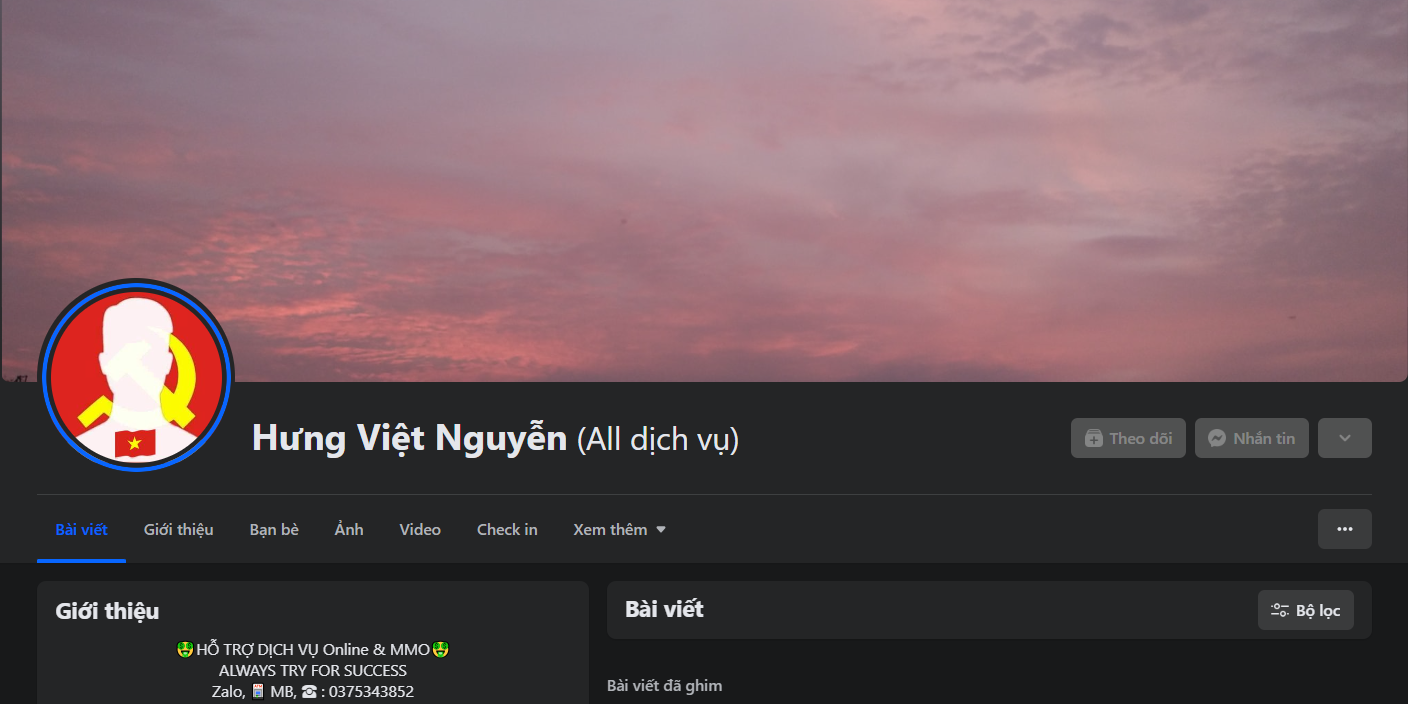 Hưng Việt Nguyễn (All dịch vụ)
Theo dõi
Nhắn tin
Bài viết
Giới thiệu
Bạn bè
Ảnh
Video
Check in
Xem thêm
Giới thiệu
🤑HỖ TRỢ DỊCH VỤ Online & MMO🤑
ALWAYS TRY FOR SUCCESS
Zalo, 📱 MB, ☎ : 0375343852
Bài viết
Bộ lọc
Bài viết đã ghim